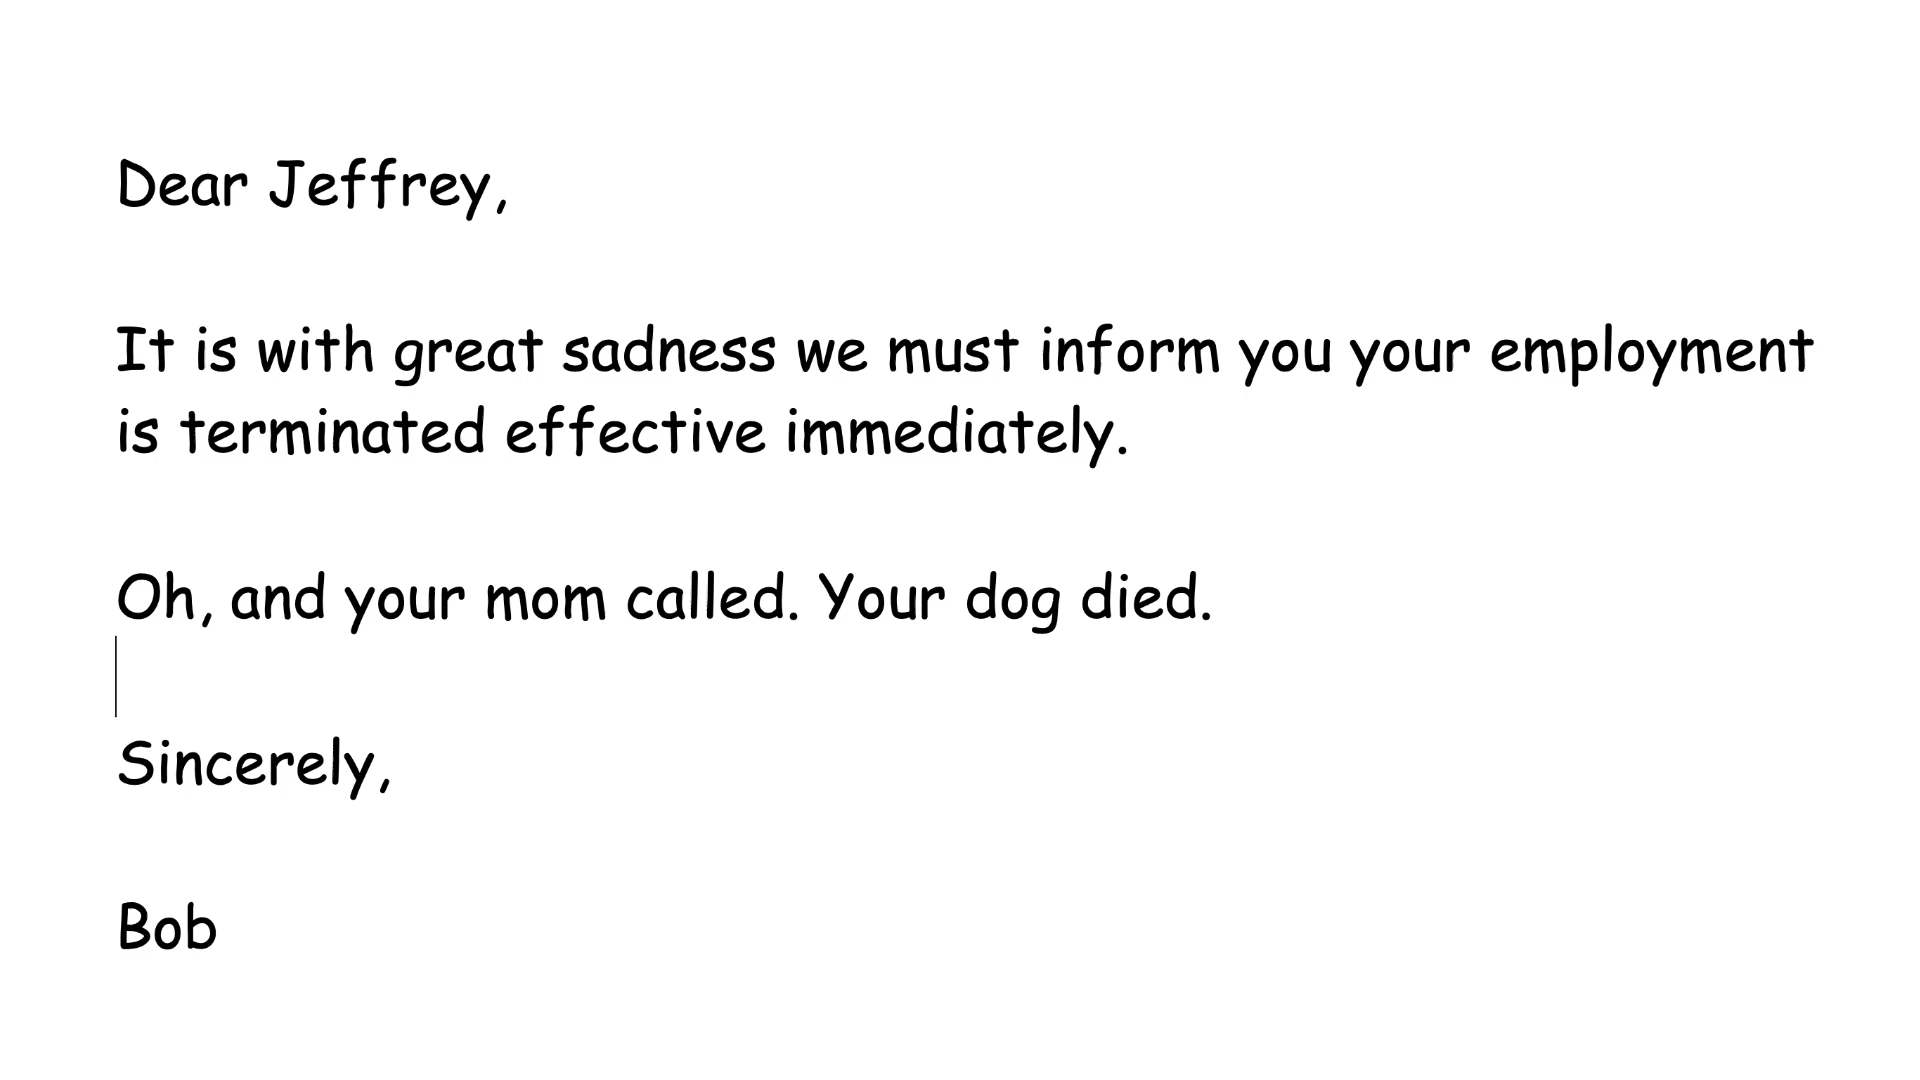 Dear Jeffrey,
It is with great sadness we must inform you your employment
is terminated effective immediately.
Oh, and your mom called. Your dog died.
Sincerely,
Bob